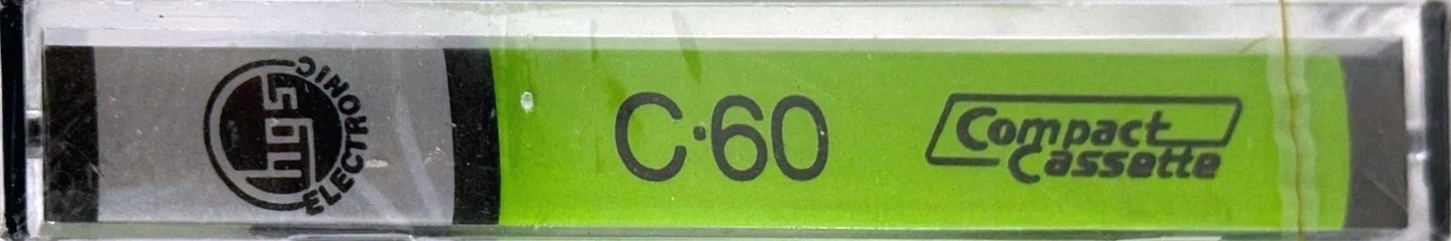 hgs
ELECTRONIC
C·60
Compact
Cassette